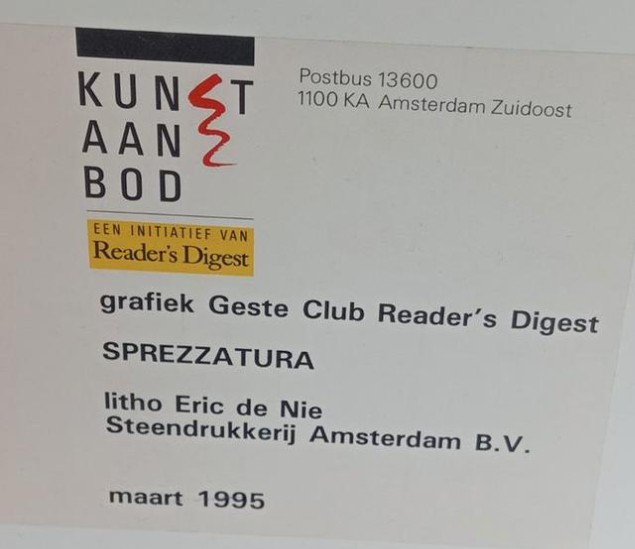 KUNST
AAN
BOD
EEN INITIATIEF VAN
Reader's Digest
Postbus 13600
1100 KA Amsterdam Zuidoost
grafiek Geste Club Reader's Digest
SPREZZATURA
litho Eric de Nie
Steendrukkerij Amsterdam B.V.
maart 1995